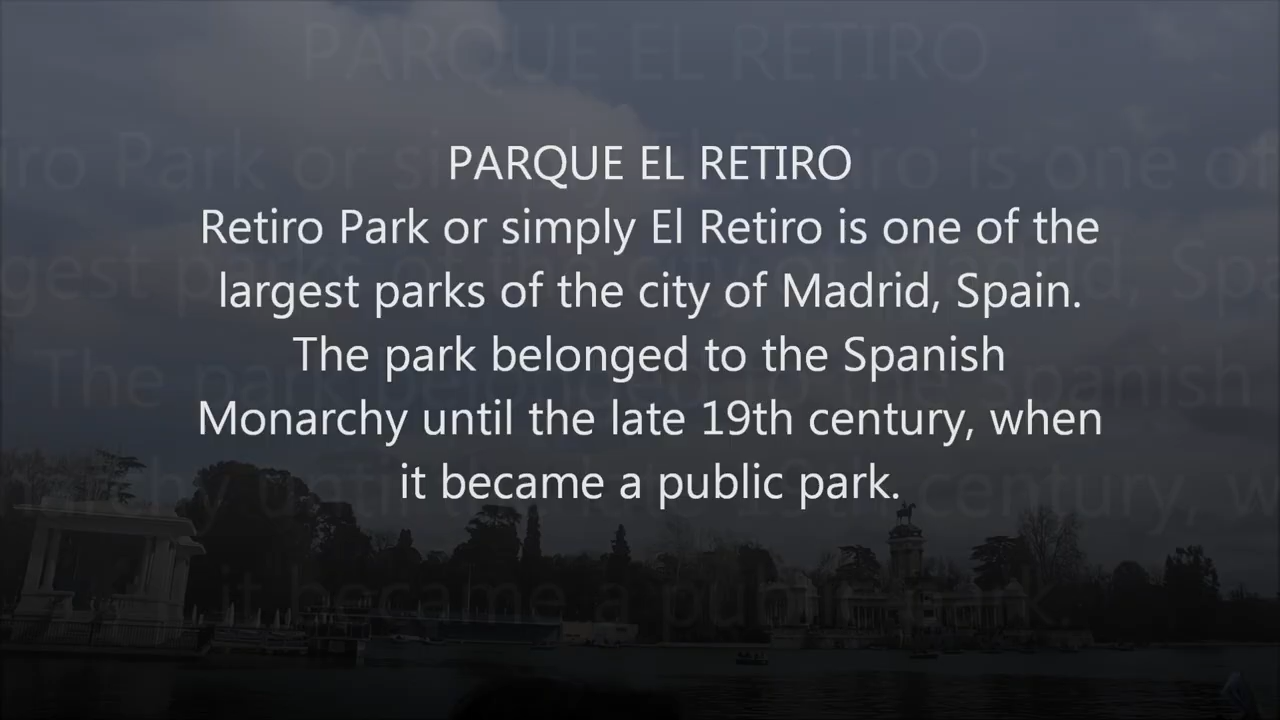 PARQUE EL RETIRO
Retiro Park or simply El Retiro is one of the
largest parks of the city of Madrid, Spain.
The park belonged to the Spanish
Monarchy until the late 19th century, when
it became a public park.